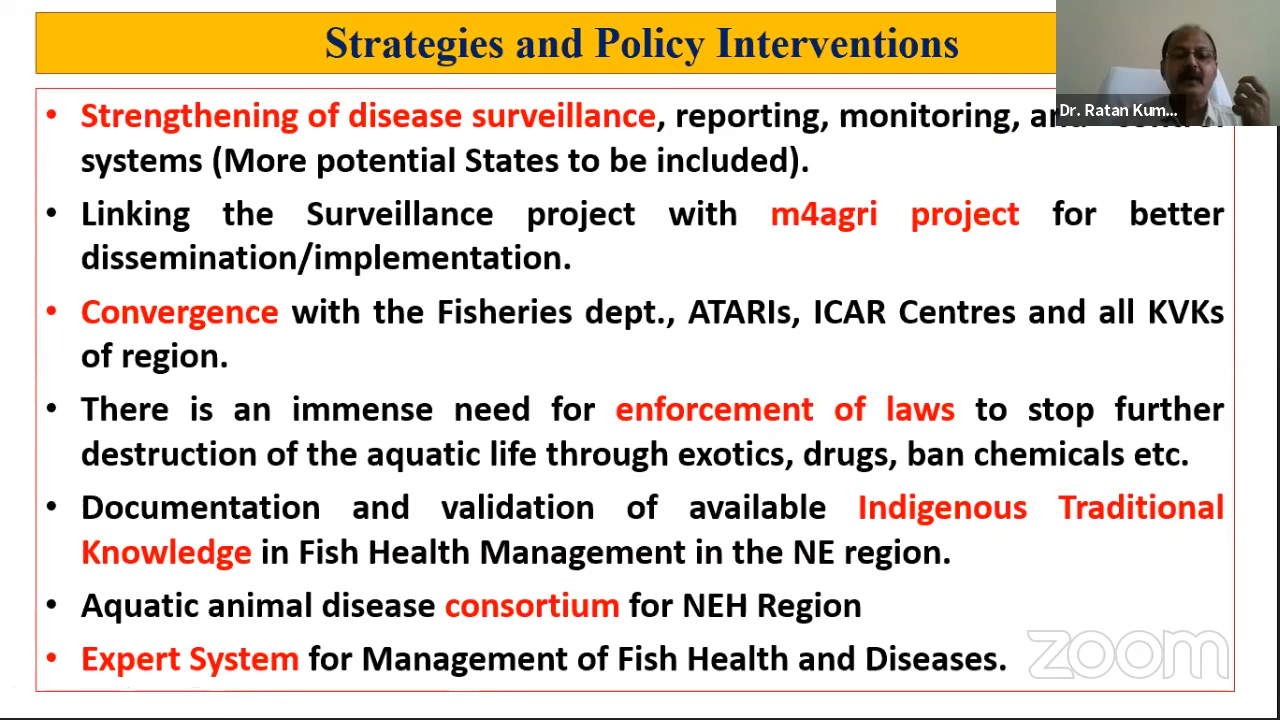 Strategies and Policy Interventions
Dr. Ratan Kum...
• Strengthening of disease surveillance, reporting, monitoring, and
systems (More potential States to be included).
• Linking the Surveillance project with m4agri project for better
dissemination/implementation.
• Convergence with the Fisheries dept., ATARIs, ICAR Centres and all KVKs
of region.
• There is an immense need for enforcement of laws to stop further
destruction of the aquatic life through exotics, drugs, ban chemicals etc.
• Documentation and validation of available Indigenous Traditional
Knowledge in Fish Health Management in the NE region.
• Aquatic animal disease consortium for NEH Region
• Expert System for Management of Fish Health and Diseases.
zoom